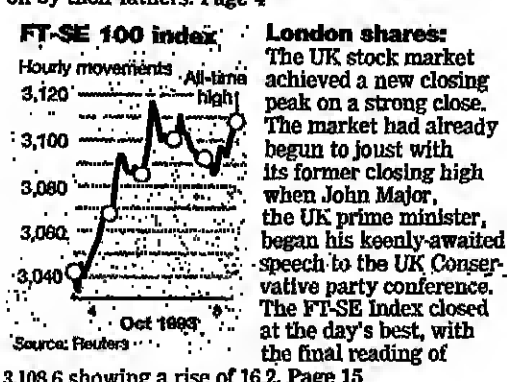 on by their fathers. Page 4
FT-SE 100 index
Hourly movements
All-time
high
3,120
3,100
3,080
3,060
3,040
4
Oct 1993
8
Source: Reuters
London shares:
The UK stock market
achieved a new closing
peak on a strong close.
The market had already
begun to joust with
its former closing high
when John Major,
the UK prime minister,
began his keenly-awaited
speech to the UK Conser-
vative party conference.
The FT-SE Index closed
at the day's best, with
the final reading of
3,108.6 showing a rise of 16.2. Page 15